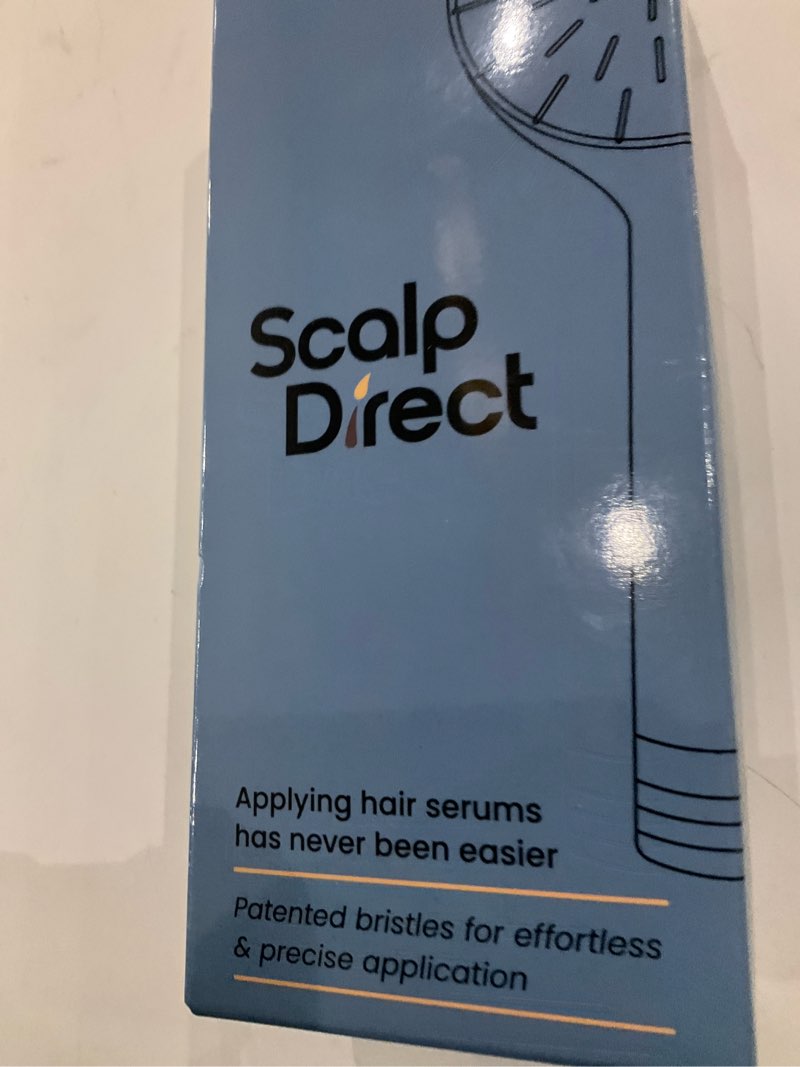 Scalp
Direct
Applying hair serums
has never been easier
Patented bristles for effortless
& precise application